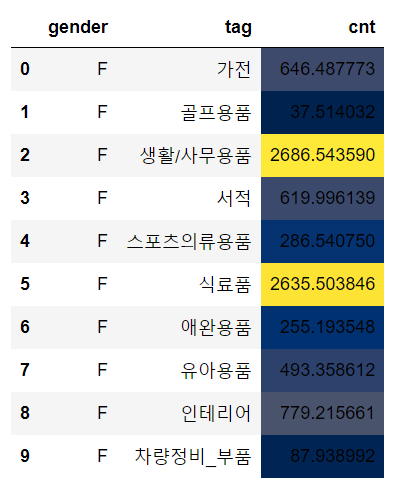 gender tag cnt
0 F 가전 646.487773
1 F 골프용품 37.514032
2 F 생활/사무용품 2686.543590
3 F 서적 619.996139
4 F 스포츠의류용품 286.540750
5 F 식료품 2635.503846
6 F 애완용품 255.193548
7 F 유아용품 493.358612
8 F 인테리어 779.215661
9 F 차량정비_부품 87.938992